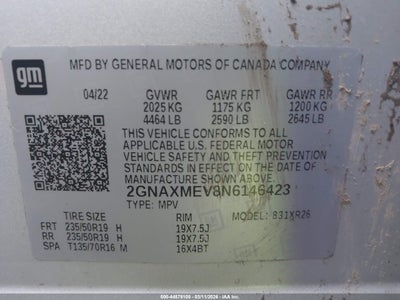 gm
MFD BY GENERAL MOTORS OF CANADA COMPANY
04/22 GVWR GAWR FRT GAWR RR
2025 KG 1175 KG 1200 KG
4464 LB 2590 LB 2645 LB
THIS VEHICLE CONFORMS TO ALL
APPLICABLE U.S. FEDERAL MOTOR
VEHICLE SAFETY AND THEFT PREVENTION
STANDARDS IN EFFECT ON THE DATE OF
MANUFACTURE SHOWN ABOVE.
2GNAXMEV8N6146423
TYPE: MPV MODEL: 831XR26
TIRE SIZE RIM
FRT 235/50R19 H 19X7.5J
RR 235/50R19 H 19X7.5J
SPA T135/70R16 M 16X4BT